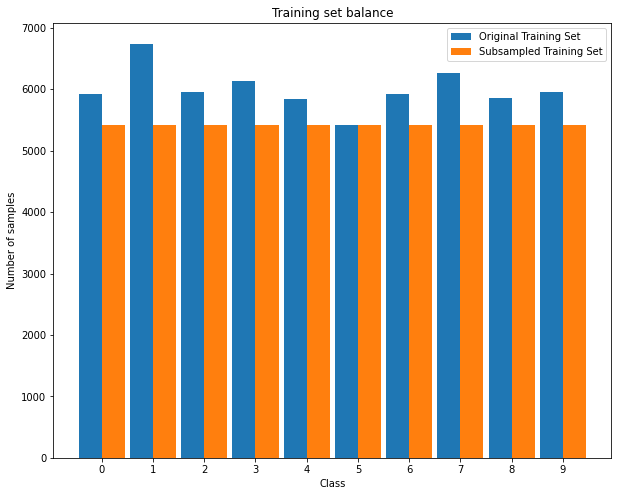 Training set balance
Original Training Set
Subsampled Training Set
7000
6000
5000
4000
3000
2000
1000
0
Number of samples
0 1 2 3 4 5 6 7 8 9
Class